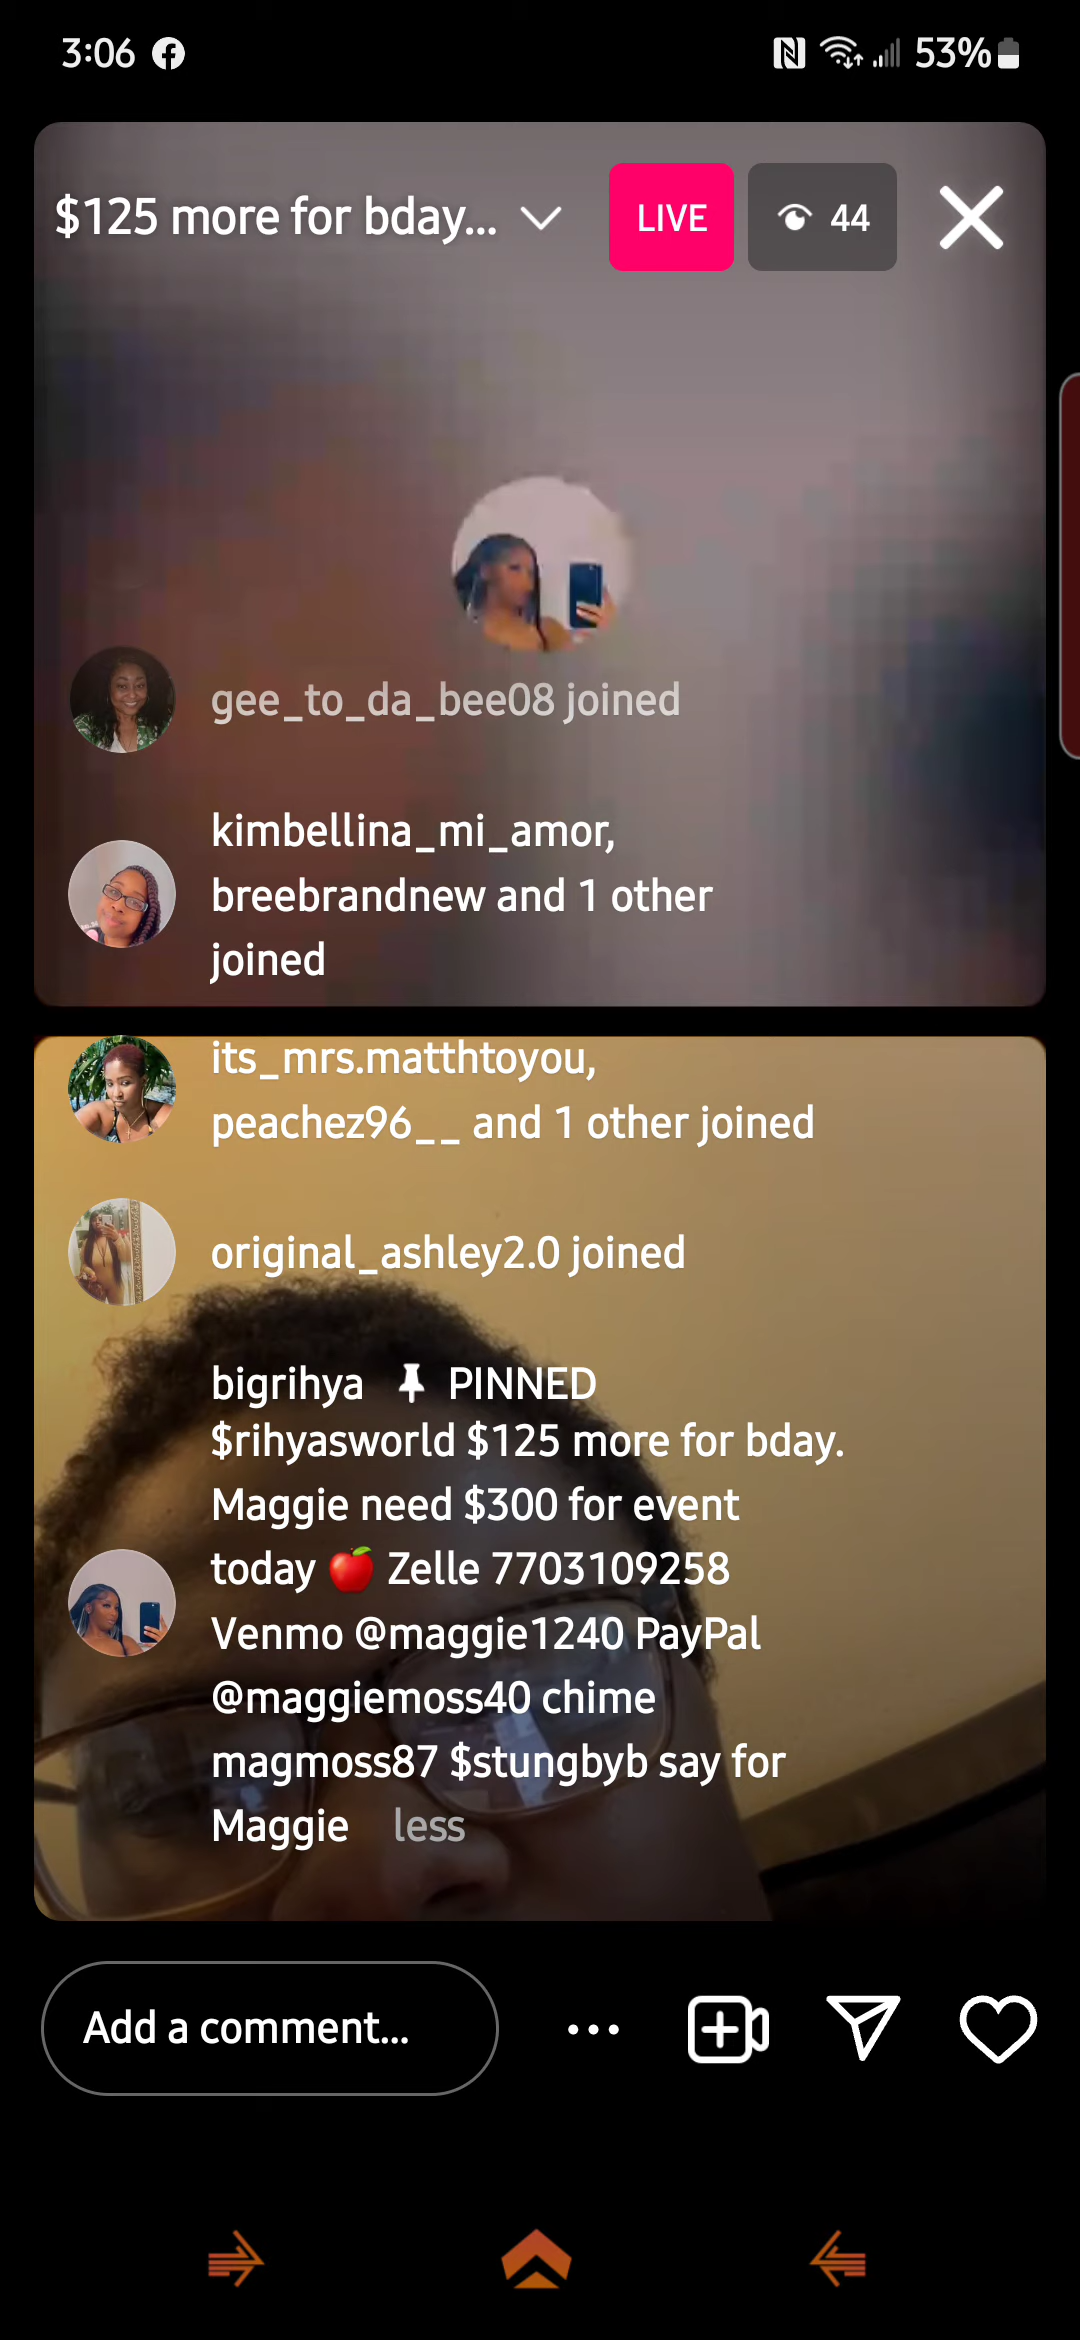 3:06 53%
$125 more for bday... LIVE 44
gee_to_da_bee08 joined
kimbellina_mi_amor,
breebrandnew and 1 other
joined
its_mrs.matthtoyou,
peachez96__ and 1 other joined
original_ashley2.0 joined
bigrihya 📌 PINNED
$rihyasworld $125 more for bday.
Maggie need $300 for event
today 🍎 Zelle 7703109258
Venmo @maggie1240 PayPal
@maggiemoss40 chime
magmoss87 $stungbyb say for
Maggie less
Add a comment...